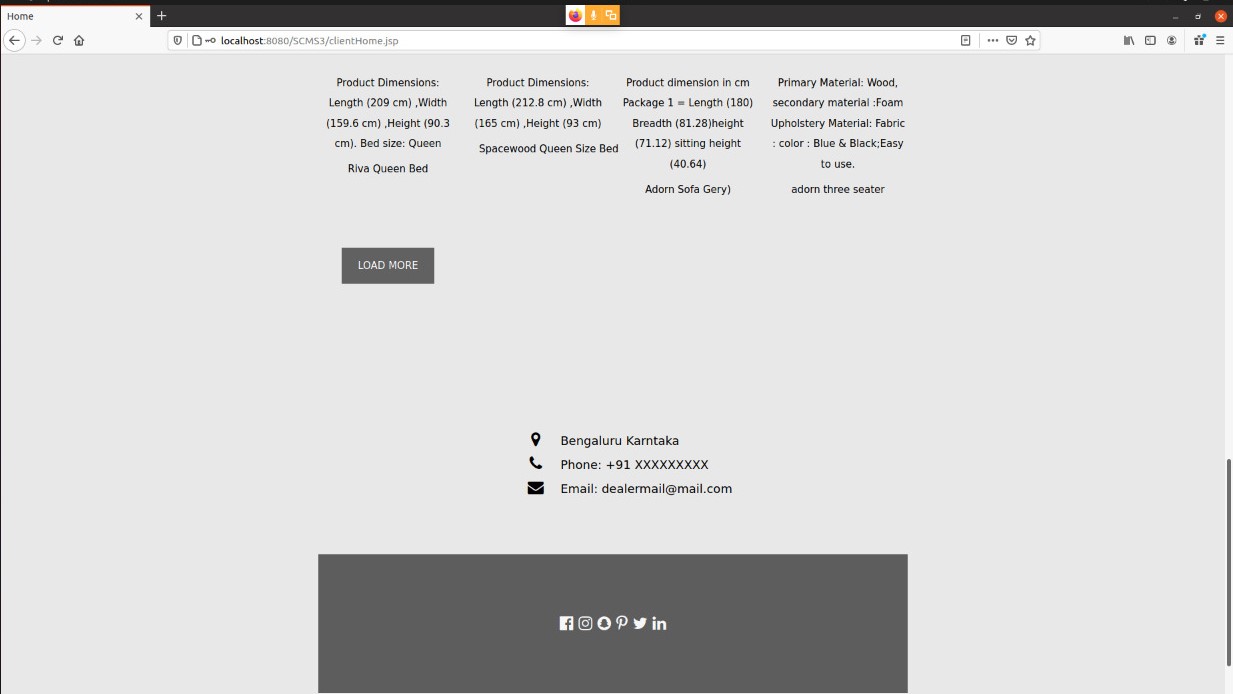 Home
localhost:8080/SCMS3/clientHome.jsp
Product Dimensions:
Length (209 cm) ,Width
(159.6 cm) ,Height (90.3
cm). Bed size: Queen
Riva Queen Bed
Product Dimensions:
Length (212.8 cm) ,Width
(165 cm) ,Height (93 cm)
Spacewood Queen Size Bed
Product dimension in cm
Package 1 = Length (180)
Breadth (81.28)height
(71.12) sitting height
(40.64)
Adorn Sofa Gery)
Primary Material: Wood,
secondary material :Foam
Upholstery Material: Fabric
: color : Blue & Black;Easy
to use.
adorn three seater
LOAD MORE
Bengaluru Karntaka
Phone: +91 XXXXXXXXX
Email: dealermail@mail.com